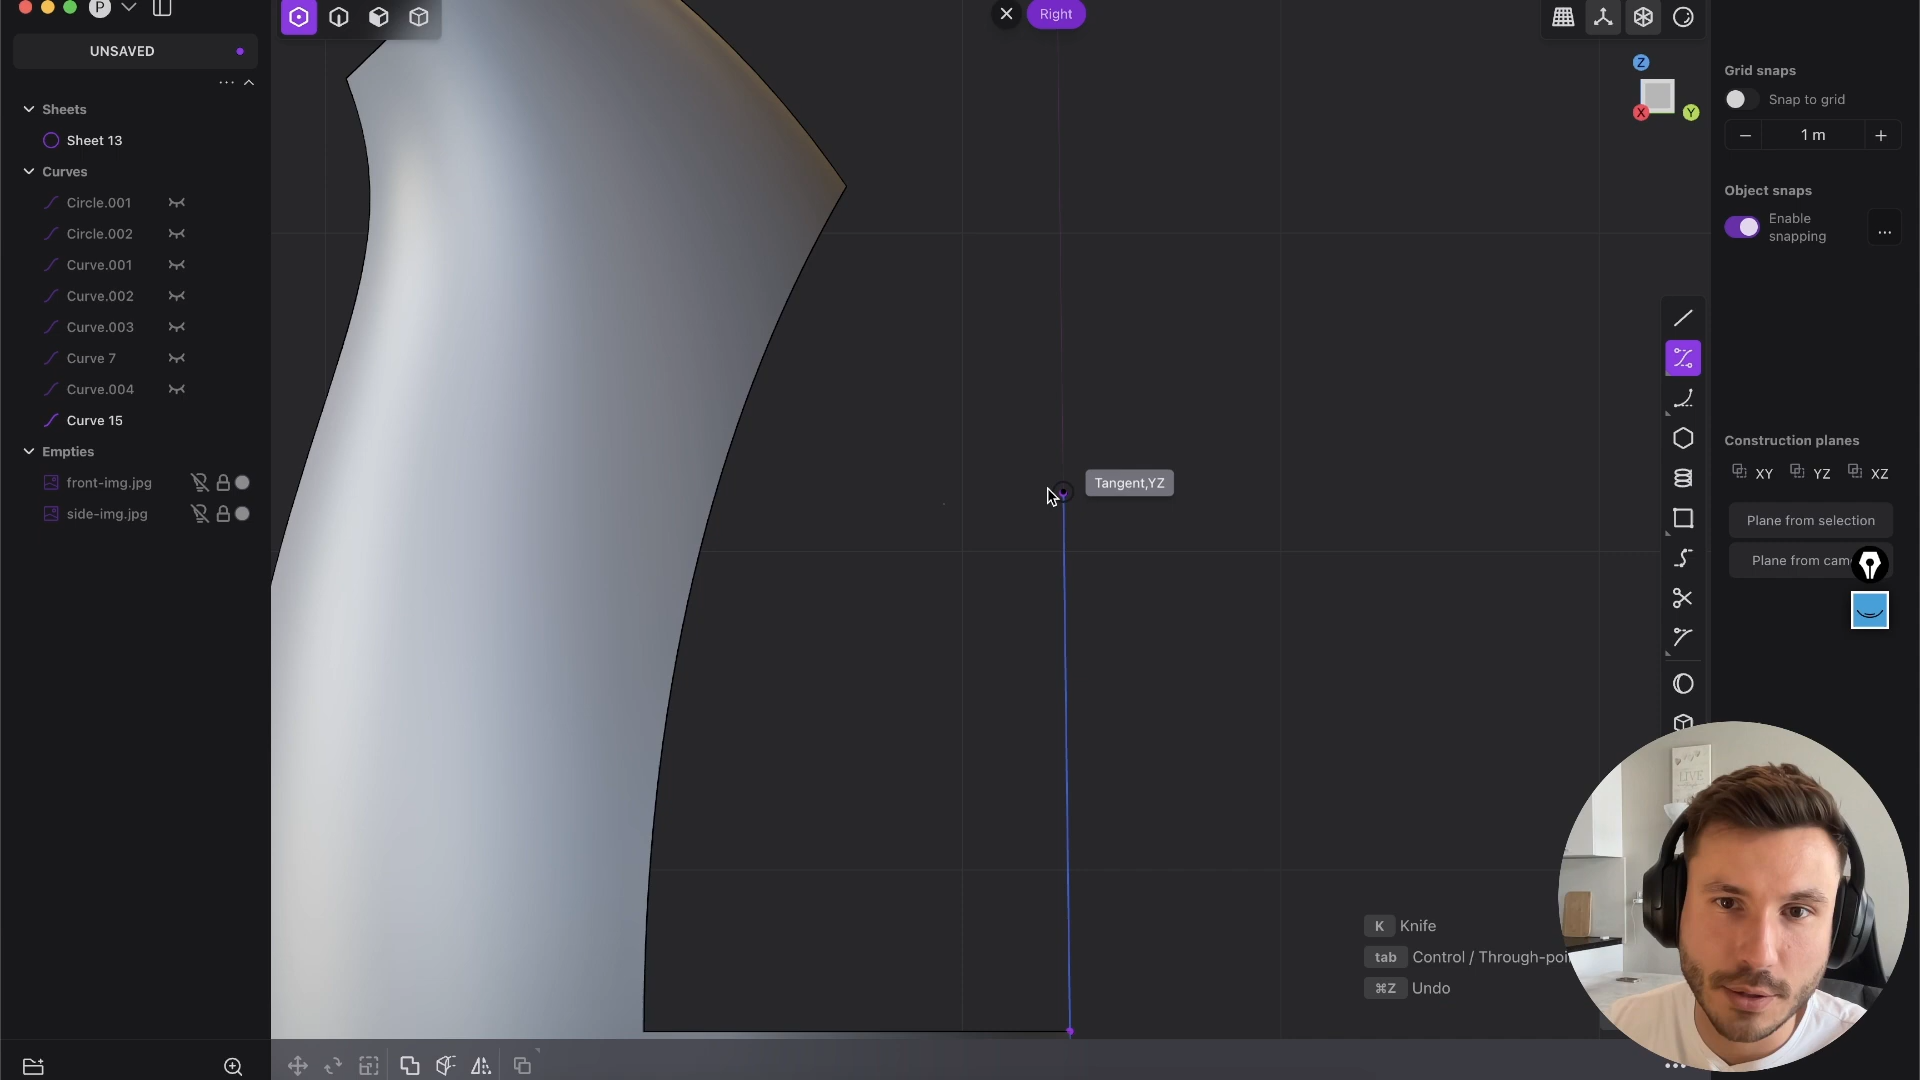 P
UNSAVED
Sheets
Sheet 13
Curves
Circle.001
Circle.002
Curve.001
Curve.002
Curve.003
Curve 7
Curve.004
Curve 15
Empties
front-img.jpg
side-img.jpg
Right
Tangent,YZ
Z
X
Y
Grid snaps
Snap to grid
1 m
Object snaps
Enable
snapping
...
Construction planes
XY
YZ
XZ
Plane from selection
Plane from cam
K Knife
tab Control / Through-poi
⌘Z Undo
LIVE